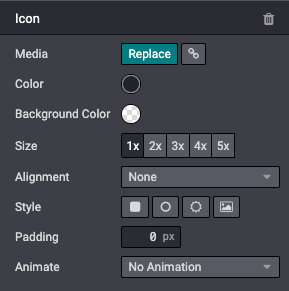 Icon
Media Replace
Color
Background Color
Size 1x 2x 3x 4x 5x
Alignment None
Style
Padding 0 px
Animate No Animation